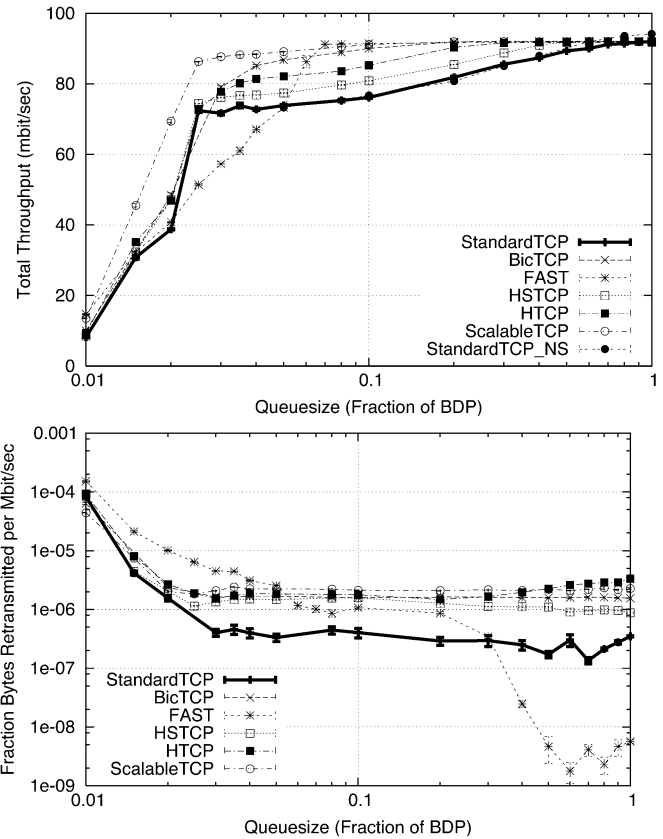 100
80
60
40
20
0
Total Throughput (mbit/sec)
StandardTCP
BicTCP
FAST
HSTCP
HTCP
ScalableTCP
StandardTCP_NS
0.01
0.1
1
Queuesize (Fraction of BDP)
0.001
1e-04
1e-05
1e-06
1e-07
1e-08
1e-09
Fraction Bytes Retransmitted per Mbit/sec
StandardTCP
BicTCP
FAST
HSTCP
HTCP
ScalableTCP
0.01
0.1
1
Queuesize (Fraction of BDP)